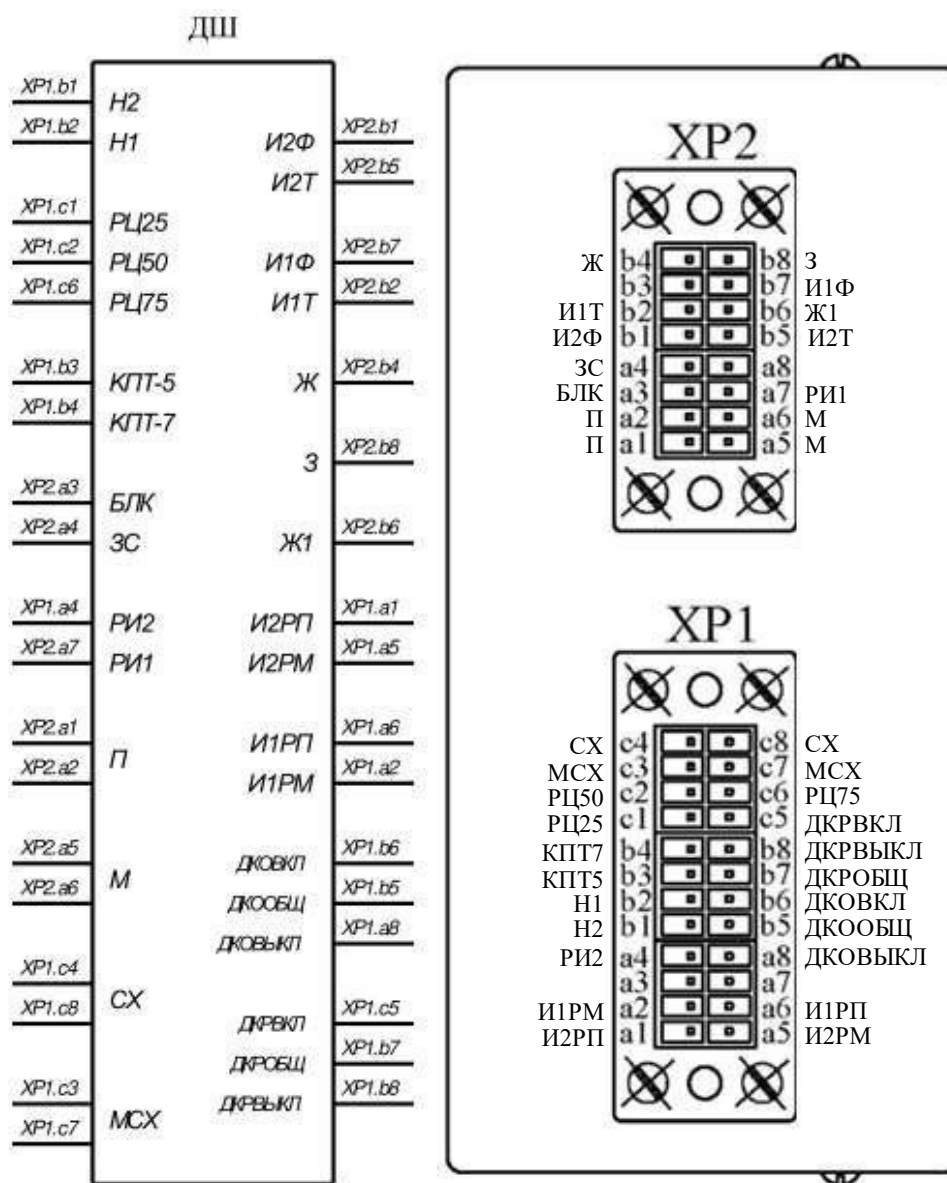 ДШ
XP1.b1
Н2
XP1.b2
Н1
И2Ф
XP2.b1
И2Т
XP2.b5
XP1.c1
РЦ25
XP1.c2
РЦ50
И1Ф
XP2.b7
XP1.c6
РЦ75
И1Т
XP2.b2
XP1.b3
КПТ-5
Ж
XP2.b4
XP1.b4
КПТ-7
З
XP2.b8
XP2.a3
БЛК
XP2.a4
ЗС
Ж1
XP2.b6
XP1.a4
РИ2
И2РП
XP1.a1
XP2.a7
РИ1
И2РМ
XP1.a5
XP2.a1
П
И1РП
XP1.a6
XP2.a2
И1РМ
XP1.a2
XP2.a5
М
ДКОВКЛ
XP1.b6
XP2.a6
ДКООБЩ
XP1.b5
ДКОВЫКЛ
XP1.a8
XP1.c4
СХ
XP1.c8
ДКРВКЛ
XP1.c5
ДКРОБЩ
XP1.b7
XP1.c3
ДКРВЫКЛ
XP1.b8
МСХ
XP1.c7
XP2
Ж b4 b8 З
b3 b7 И1Ф
И1Т b2 b6 Ж1
И2Ф b1 b5 И2Т
ЗС a4 a8
БЛК a3 a7 РИ1
П a2 a6 М
П a1 a5 М
XP1
СХ c4 c8 СХ
МСХ c3 c7 МСХ
РЦ50 c2 c6 РЦ75
РЦ25 c1 c5 ДКРВКЛ
КПТ7 b4 b8 ДКРВЫКЛ
КПТ5 b3 b7 ДКРОБЩ
Н1 b2 b6 ДКОВКЛ
Н2 b1 b5 ДКООБЩ
РИ2 a4 a8 ДКОВЫКЛ
a3 a7
И1РМ a2 a6 И1РП
И2РП a1 a5 И2РМ